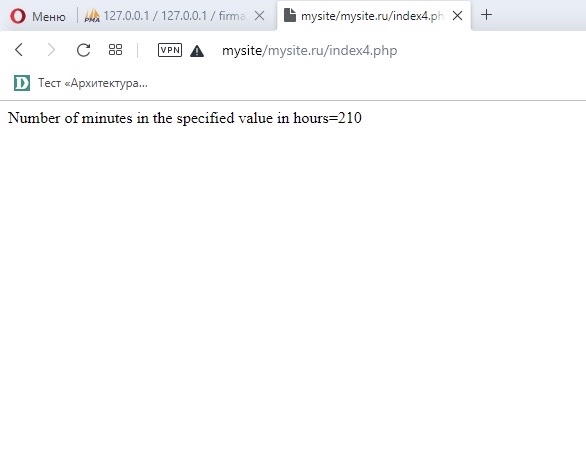 Меню
PMA
127.0.0.1 / 127.0.0.1 / firma
mysite/mysite.ru/index4.ph
VPN
mysite/mysite.ru/index4.php
D
Тест «Архитектура...
Number of minutes in the specified value in hours=210